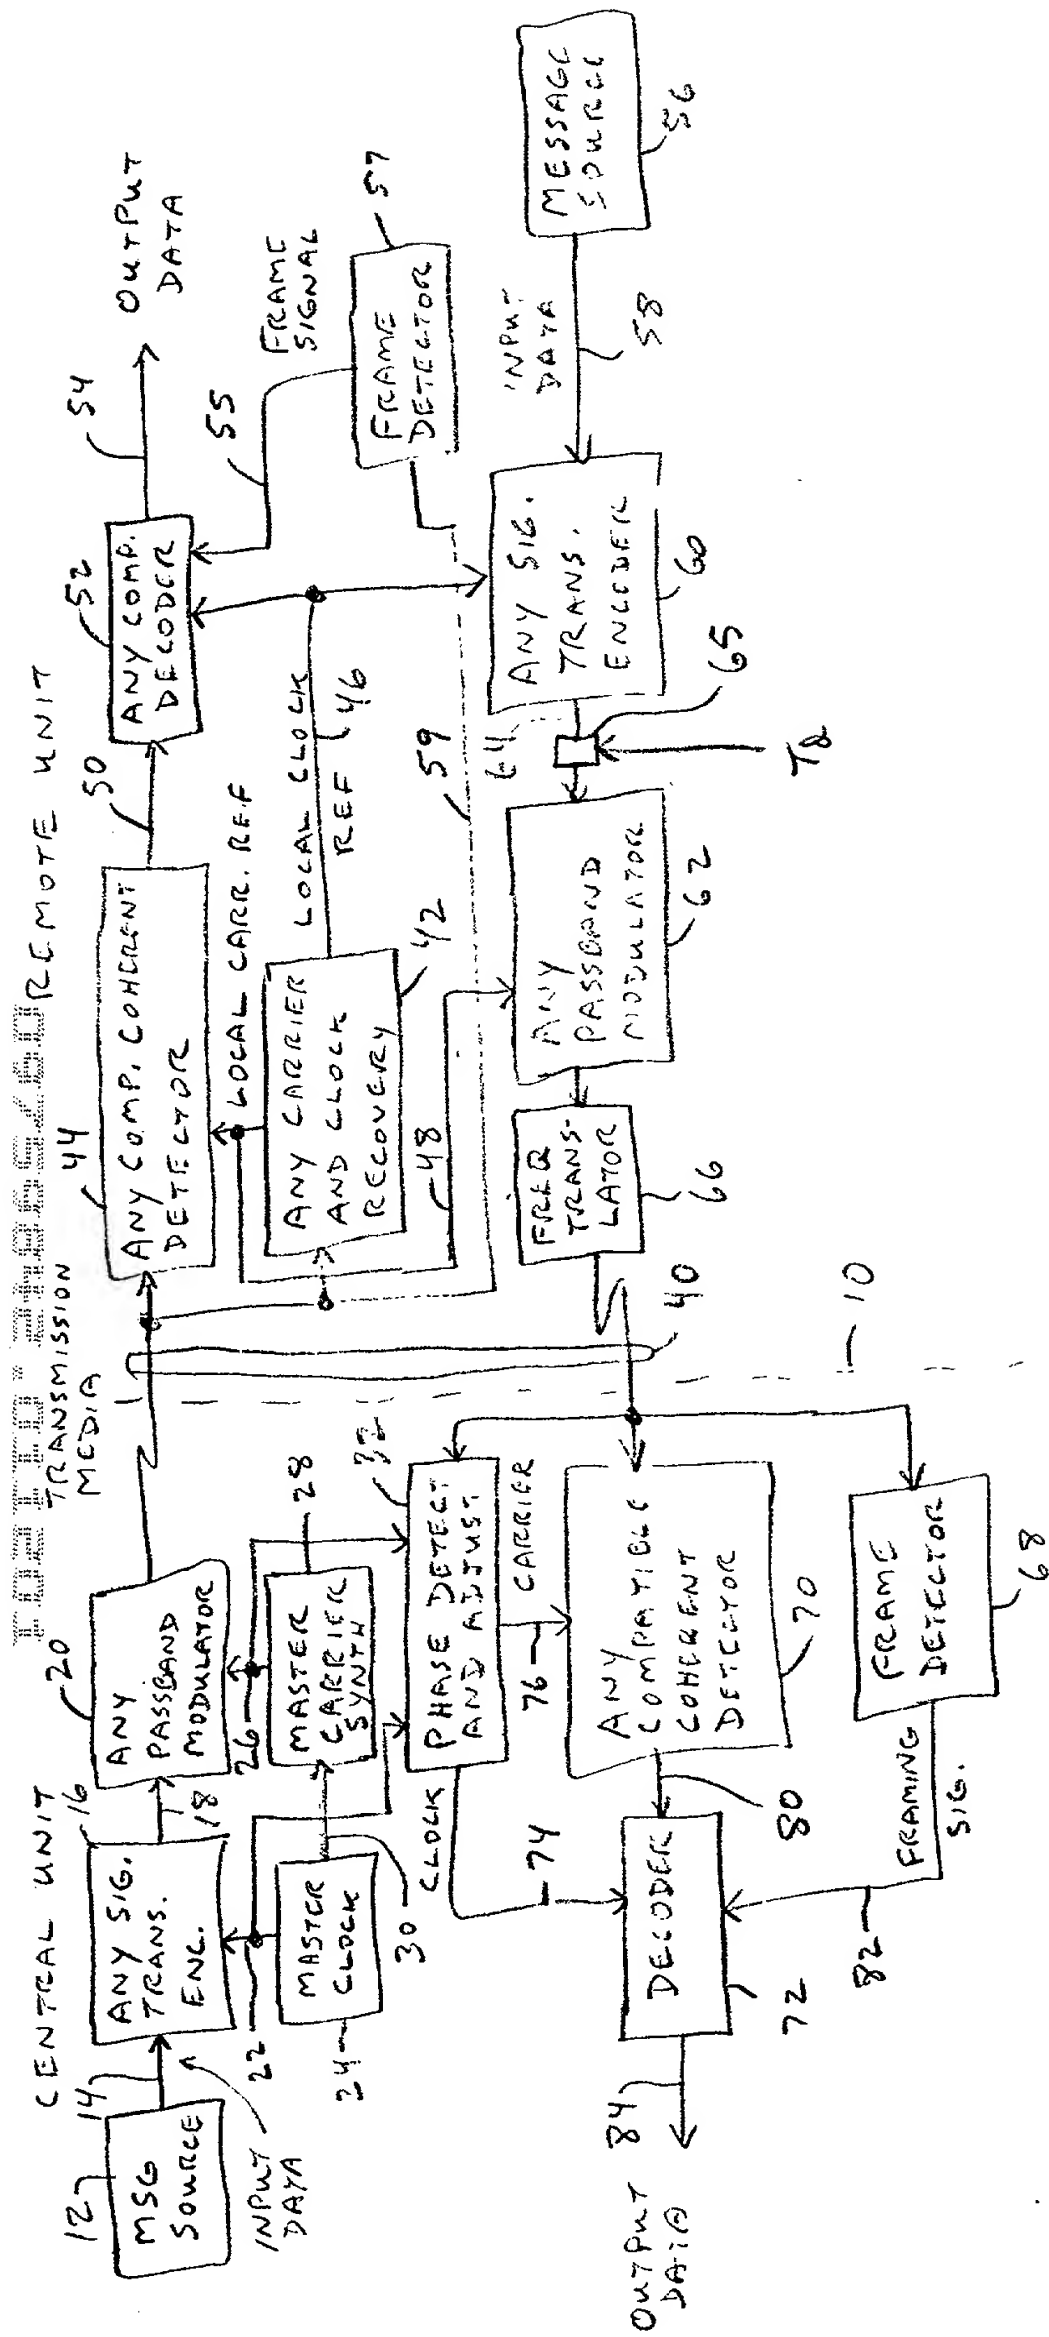 CENTRAL UNIT
TRANSMISSION
MEDIA
REMOTE UNIT
12
MSG
SOURCE
14
INPUT
DATA
16
ANY SIG.
TRANS.
ENC.
18
20
ANY
PASSBAND
MODULATOR
22
24
MASTER
CLOCK
26
28
MASTER
CARRIER
SYNTH
30
32
PHASE DETECT
AND ADJUST
CLOCK
74
CARRIER
76
ANY
COMPATIBLE
COHERENT
DETECTOR
70
80
DECODER
72
84
OUTPUT
DATA
FRAME
DETECTOR
68
FRAMING
SIG.
82
10
40
44
ANY COMP. COHERENT
DETECTOR
50
52
ANY COMP.
DECODER
54
OUTPUT
DATA
55
FRAME
SIGNAL
57
FRAME
DETECTOR
LOCAL CARR. REF
ANY CARRIER
AND CLOCK
RECOVERY
42
48
LOCAL CLOCK
REF
46
59
FREQ
TRANS-
LATOR
66
ANY
PASSBAND
MODULATOR
62
64
65
Td
ANY SIG.
TRANS.
ENCODER
60
INPUT
DATA
58
MESSAGE
SOURCE
56